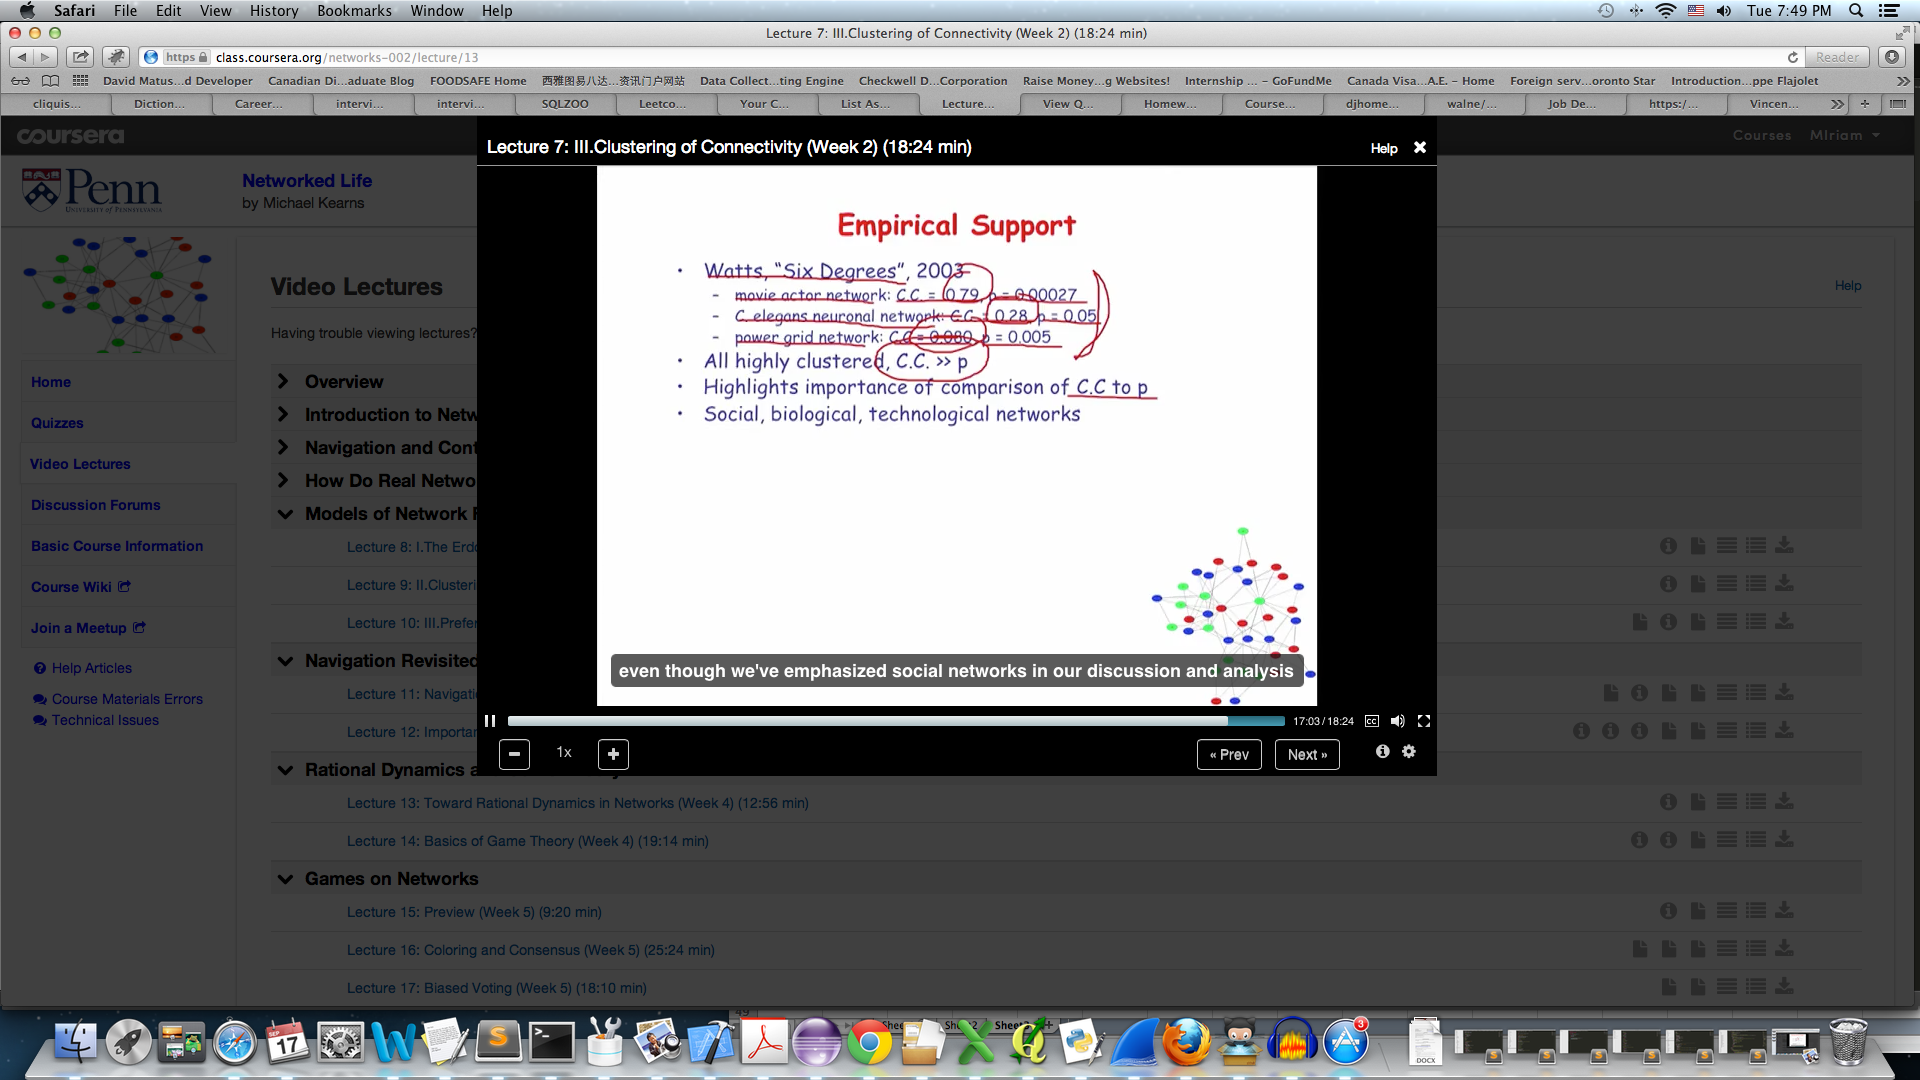 Safari File Edit View History Bookmarks Window Help Tue 7:49 PM
Lecture 7: III.Clustering of Connectivity (Week 2) (18:24 min)
https class.coursera.org/networks-002/lecture/13 Reader
David Matus...d Developer Canadian Di...aduate Blog FOODSAFE Home 西雅图易八达...资讯门户网站 Data Collect...ting Engine Checkwell D...Corporation Raise Money...g Websites! Internship ... – GoFundMe Canada Visa...A.E. – Home Foreign serv...oronto Star Introduction...ppe Flajolet
cliquis... Diction... Career... intervi... intervi... SQLZOO Leetco... Your C... List As... Lecture... View Q... Homew... Course... djhome... walne/... Job De... https:/... Vincen...
coursera Courses MIriam
Lecture 7: III.Clustering of Connectivity (Week 2) (18:24 min) Help
Penn
UNIVERSITY OF PENNSYLVANIA
Networked Life
by Michael Kearns
Empirical Support
• Watts, "Six Degrees", 2003
– movie actor network: C.C. = 0.79, p = 0.00027
– C. elegans neuronal network: C.C. = 0.28, p = 0.05
– power grid network: C.C = 0.080, p = 0.005
• All highly clustered, C.C. >> p
• Highlights importance of comparison of C.C to p
• Social, biological, technological networks
even though we've emphasized social networks in our discussion and analysis
17:03 / 18:24 CC
1x « Prev Next »
Video Lectures
Help
Having trouble viewing lectures?
Home
Quizzes
Video Lectures
Discussion Forums
Basic Course Information
Course Wiki
Join a Meetup
Help Articles
Course Materials Errors
Technical Issues
Overview
Introduction to Netw
Navigation and Con
How Do Real Netwo
Models of Network
Lecture 8: I.The Erd
Lecture 9: II.Clusteri
Lecture 10: III.Prefer
Navigation Revisited
Lecture 11: Navigati
Lecture 12: Importan
Rational Dynamics
Lecture 13: Toward Rational Dynamics in Networks (Week 4) (12:56 min)
Lecture 14: Basics of Game Theory (Week 4) (19:14 min)
Games on Networks
Lecture 15: Preview (Week 5) (9:20 min)
Lecture 16: Coloring and Consensus (Week 5) (25:24 min)
Lecture 17: Biased Voting (Week 5) (18:10 min)
SEP
17
3
DOCX